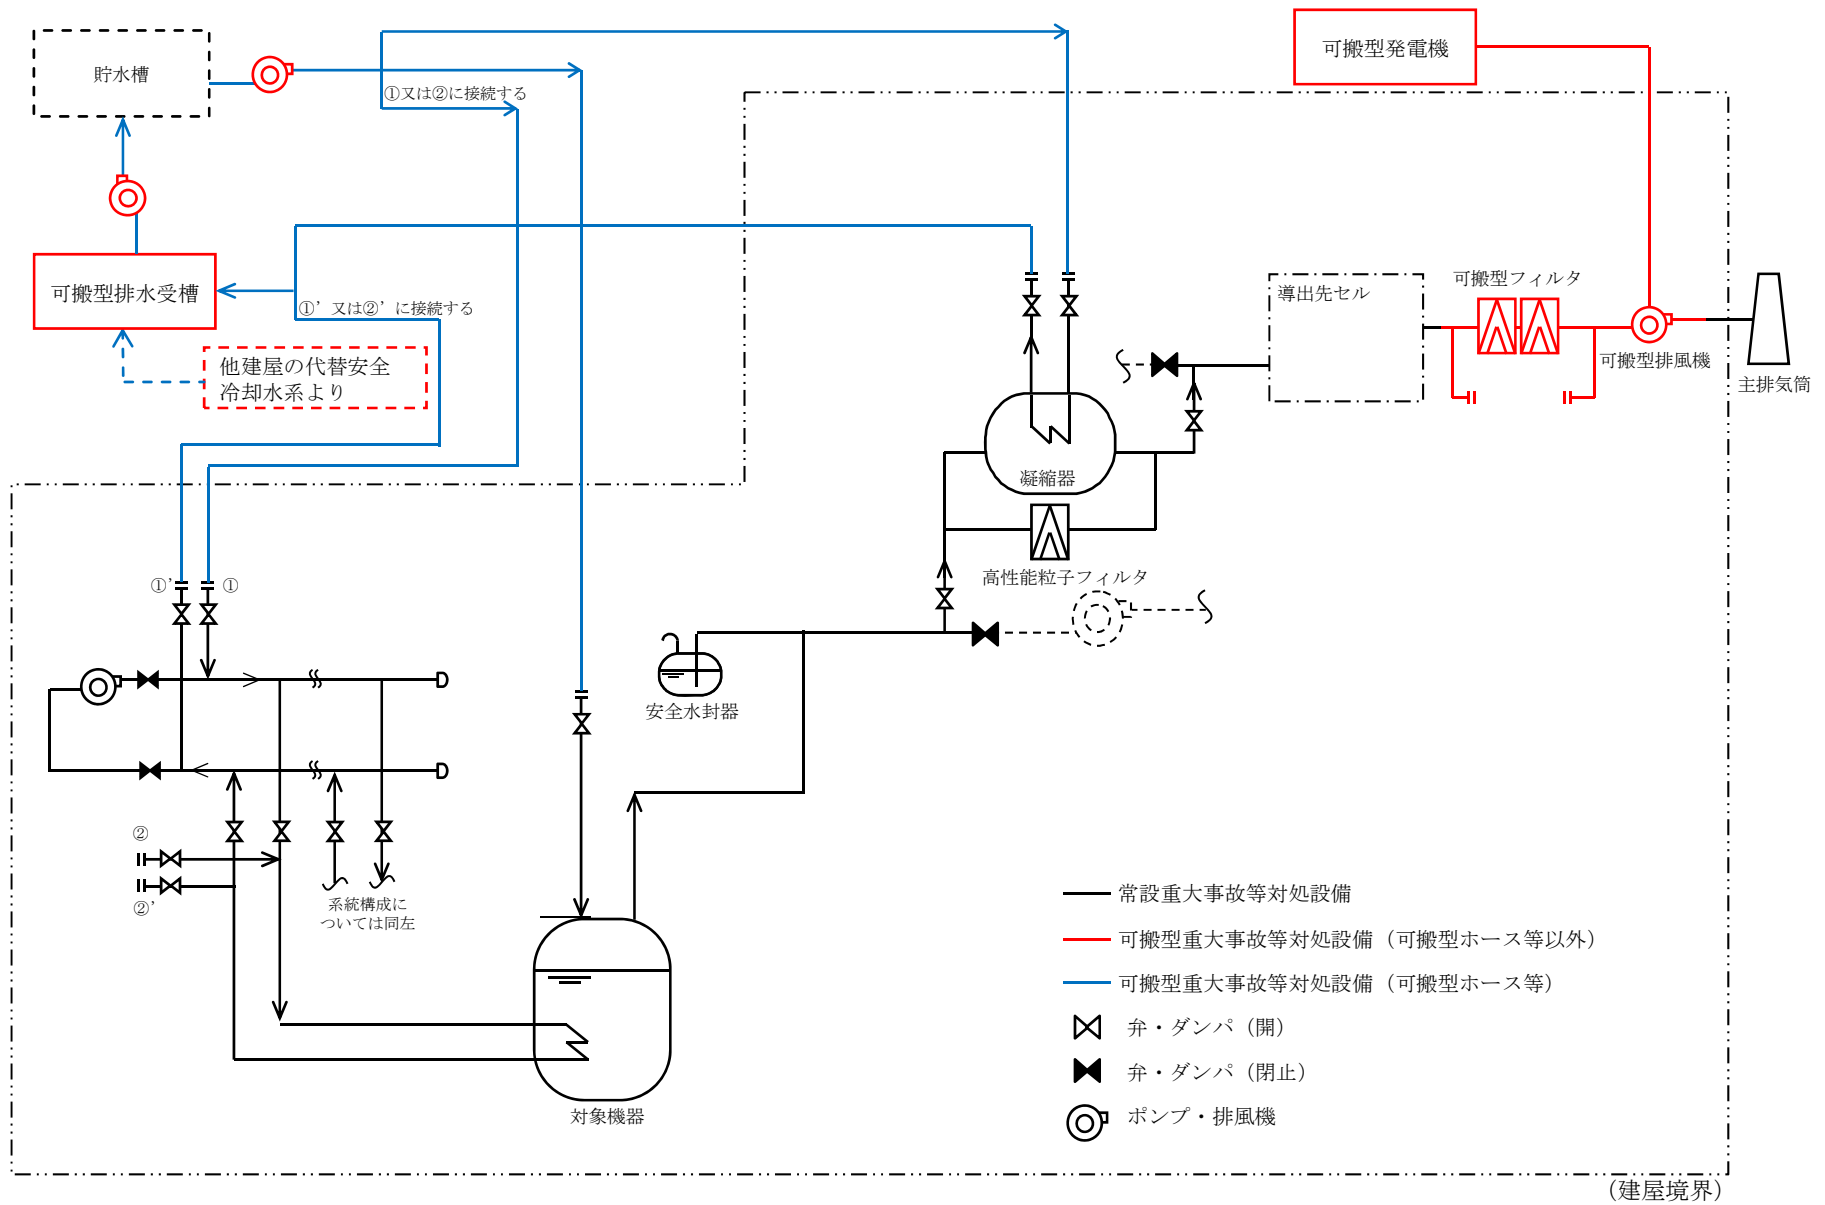 可搬型発電機
貯水槽
①又は②に接続する
可搬型フィルタ
導出先セル
可搬型排水受槽
①’又は②’に接続する
可搬型排風機
主排気筒
他建屋の代替安全
冷却水系より
凝縮器
高性能粒子フィルタ
①’
①
安全水封器
②
②’
系統構成に
ついては同左
常設重大事故等対処設備
可搬型重大事故等対処設備（可搬型ホース等以外）
可搬型重大事故等対処設備（可搬型ホース等）
弁・ダンパ（開）
弁・ダンパ（閉止）
ポンプ・排風機
対象機器
（建屋境界）